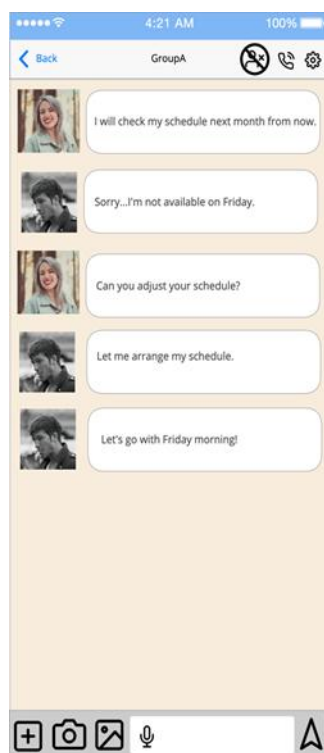 4:21 AM 100%
Back GroupA
I will check my schedule next month from now.
Sorry...I'm not available on Friday.
Can you adjust your schedule?
Let me arrange my schedule.
Let's go with Friday morning!